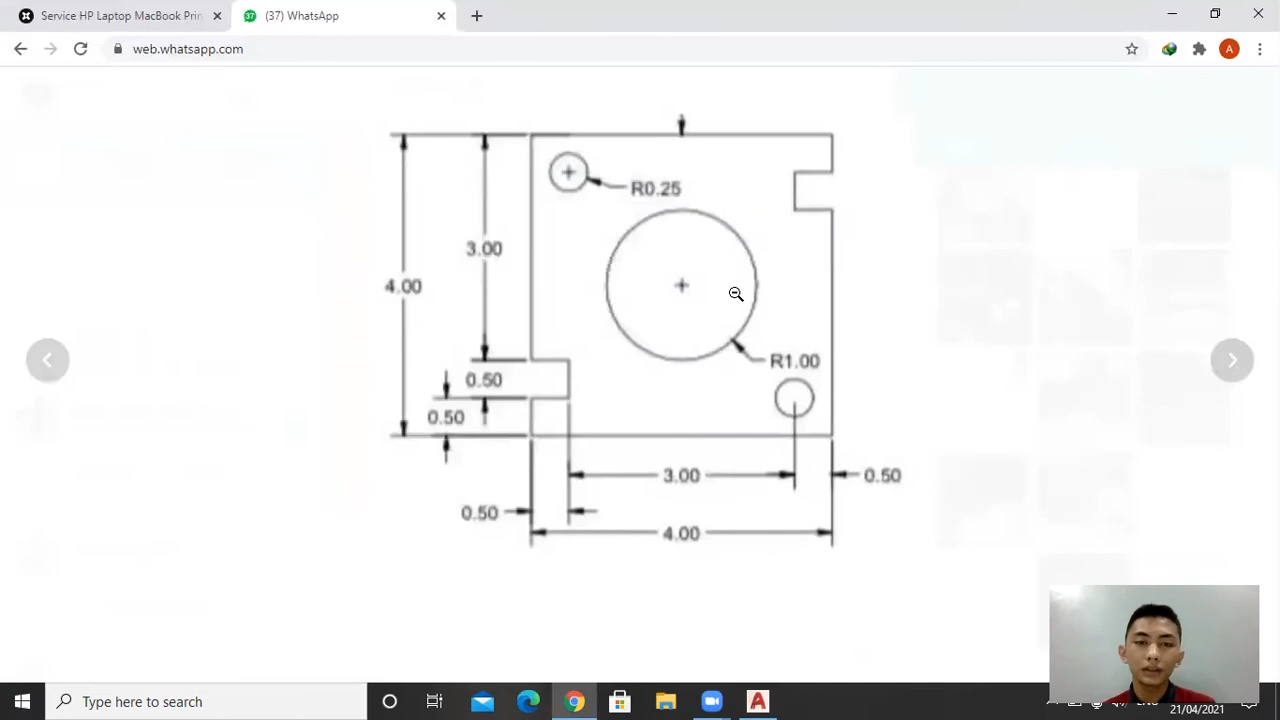 Service HP Laptop MacBook Prin
(37) WhatsApp
web.whatsapp.com
A
R0.25
3.00
4.00
R1.00
0.50
0.50
3.00
0.50
0.50
4.00
Type here to search
21/04/2021